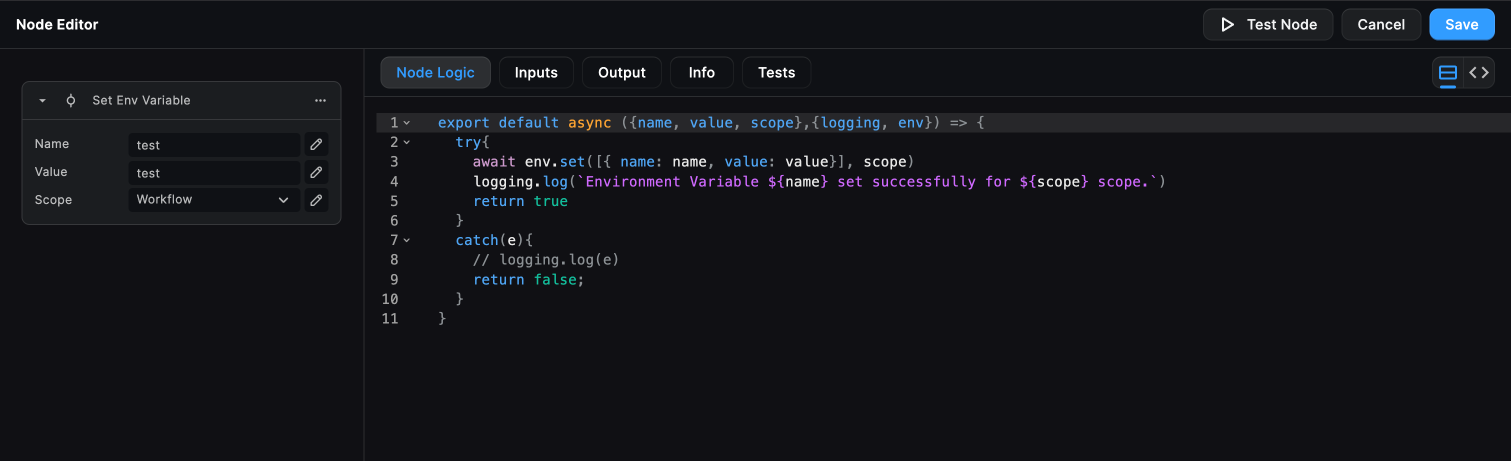 Node Editor
Test Node
Cancel
Save
Set Env Variable
...
Name
test
Value
test
Scope
Workflow
Node Logic
Inputs
Output
Info
Tests
1 export default async ({name, value, scope},{logging, env}) => {
2 try{
3 await env.set([{ name: name, value: value}], scope)
4 logging.log(`Environment Variable ${name} set successfully for ${scope} scope.`)
5 return true
6 }
7 catch(e){
8 // logging.log(e)
9 return false;
10 }
11 }